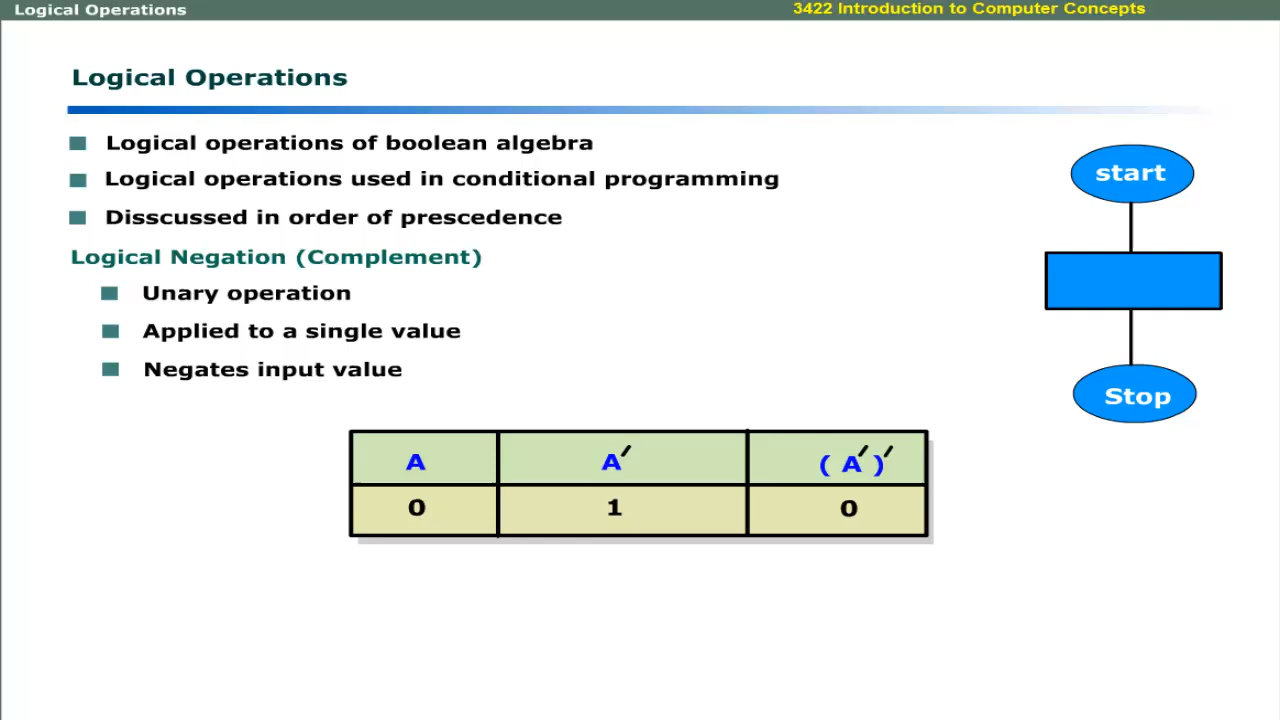 Logical Operations
3422 Introduction to Computer Concepts
Logical Operations
Logical operations of boolean algebra
Logical operations used in conditional programming
Disscussed in order of prescedence
Logical Negation (Complement)
Unary operation
Applied to a single value
Negates input value
start
Stop
A A′ ( A′ )′
0 1 0